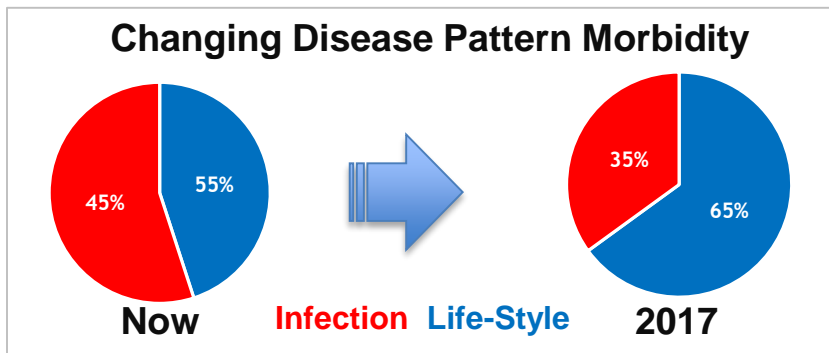 Changing Disease Pattern Morbidity
45%
55%
35%
65%
Now
Infection Life-Style
2017